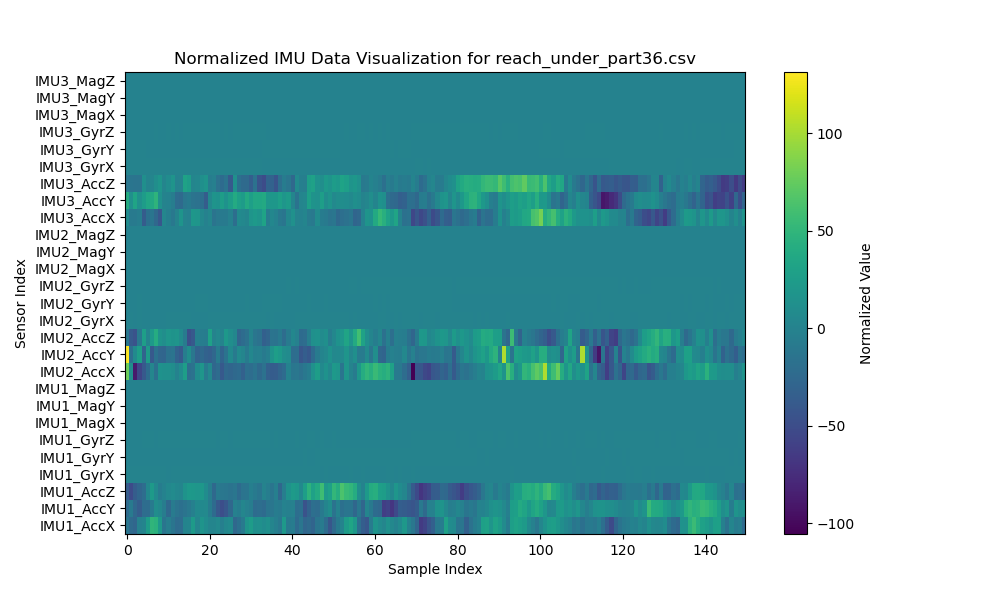 Normalized IMU Data Visualization for reach_under_part36.csv
IMU3_MagZ
IMU3_MagY
IMU3_MagX
IMU3_GyrZ
IMU3_GyrY
IMU3_GyrX
IMU3_AccZ
IMU3_AccY
IMU3_AccX
IMU2_MagZ
IMU2_MagY
IMU2_MagX
IMU2_GyrZ
IMU2_GyrY
IMU2_GyrX
IMU2_AccZ
IMU2_AccY
IMU2_AccX
IMU1_MagZ
IMU1_MagY
IMU1_MagX
IMU1_GyrZ
IMU1_GyrY
IMU1_GyrX
IMU1_AccZ
IMU1_AccY
IMU1_AccX
Sensor Index
0 20 40 60 80 100 120 140
Sample Index
100
50
0
−50
−100
Normalized Value